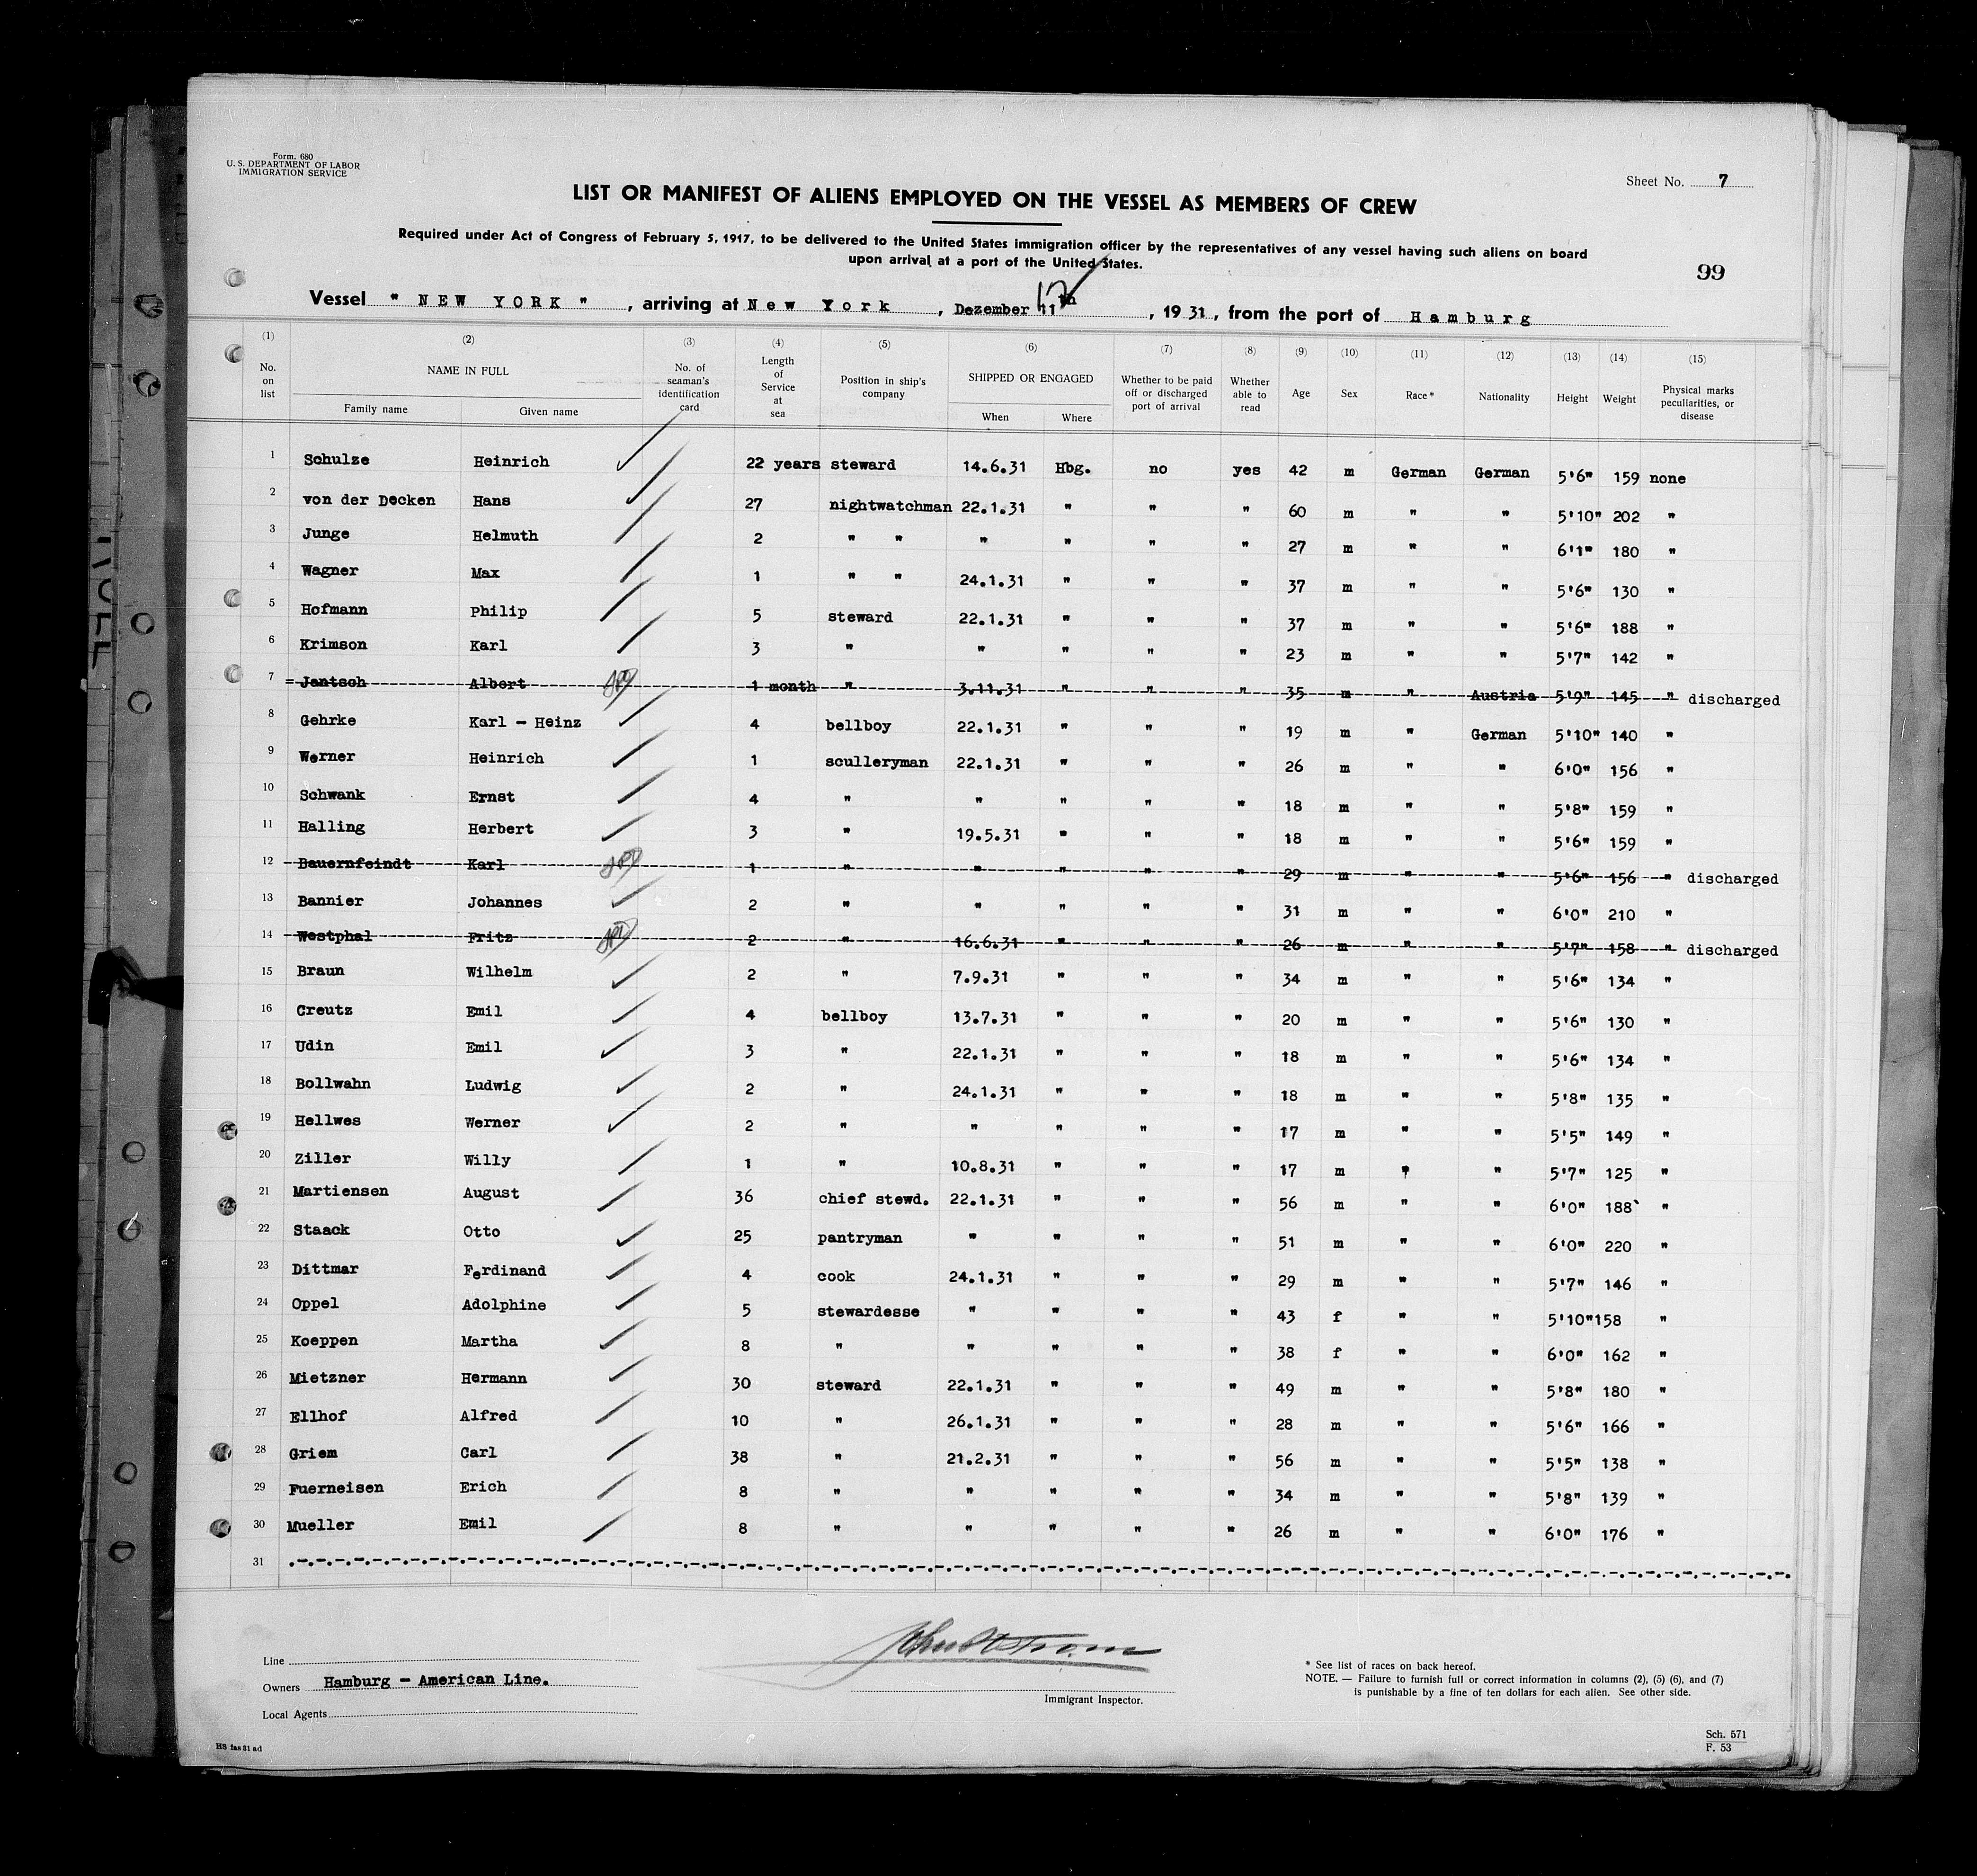 Form. 680
U. S. DEPARTMENT OF LABOR
IMMIGRATION SERVICE
Sheet No. 7
LIST OR MANIFEST OF ALIENS EMPLOYED ON THE VESSEL AS MEMBERS OF CREW
Required under Act of Congress of February 5, 1917, to be delivered to the United States immigration officer by the representatives of any vessel having such aliens on board
upon arrival at a port of the United States.
99
Vessel " NEW YORK " , arriving at New York , Dezember 11th , 19 31, from the port of Hamburg
(1) (2) (3) (4) (5) (6) (7) (8) (9) (10) (11) (12) (13) (14) (15)
No. on list NAME IN FULL Family name Given name No. of seaman's identification card Length of Service at sea Position in ship's company SHIPPED OR ENGAGED When Where Whether to be paid off or discharged port of arrival Whether able to read Age Sex Race* Nationality Height Weight Physical marks peculiarities, or disease
1 Schulze Heinrich 22 years steward 14.6.31 Hbg. no yes 42 m German German 5'6" 159 none
2 von der Decken Hans 27 nightwatchman 22.1.31 " " " 60 m " " 5'10" 202 "
3 Junge Helmuth 2 " " " " " " 27 m " " 6'1" 180 "
4 Wagner Max 1 " " 24.1.31 " " " 37 m " " 5'6" 130 "
5 Hofmann Philip 5 steward 22.1.31 " " " 37 m " " 5'6" 188 "
6 Krimson Karl 3 " " " " " 23 m " " 5'7" 142 "
7 Jantsch Albert 1 month " 3.11.31 " " " 35 m " Austria 5'9" 145 " discharged
8 Gehrke Karl - Heinz 4 bellboy 22.1.31 " " " 19 m " German 5'10" 140 "
9 Werner Heinrich 1 sculleryman 22.1.31 " " " 26 m " " 6'0" 156 "
10 Schwank Ernst 4 " " " " " 18 m " " 5'8" 159 "
11 Halling Herbert 3 " 19.5.31 " " " 18 m " " 5'6" 159 "
12 Bauernfeindt Karl 1 " " " " " 29 m " " 5'6" 156 " discharged
13 Bannier Johannes 2 " " " " " 31 m " " 6'0" 210 "
14 Westphal Fritz 2 " 16.6.31 " " " 26 m " " 5'7" 158 " discharged
15 Braun Wilhelm 2 " 7.9.31 " " " 34 m " " 5'6" 134 "
16 Creutz Emil 4 bellboy 13.7.31 " " " 20 m " " 5'6" 130 "
17 Udin Emil 3 " 22.1.31 " " " 18 m " " 5'6" 134 "
18 Bollwahn Ludwig 2 " 24.1.31 " " " 18 m " " 5'8" 135 "
19 Hellwes Werner 2 " " " " " 17 m " " 5'5" 149 "
20 Ziller Willy 1 " 10.8.31 " " " 17 m " " 5'7" 125 "
21 Martiensen August 36 chief stewd. 22.1.31 " " " 56 m " " 6'0" 188 "
22 Staack Otto 25 pantryman " " " " 51 m " " 6'0" 220 "
23 Dittmar Ferdinand 4 cook 24.1.31 " " " 29 m " " 5'7" 146 "
24 Oppel Adolphine 5 stewardesse " " " " 43 f " " 5'10" 158 "
25 Koeppen Martha 8 " " " " " 38 f " " 6'0" 162 "
26 Mietzner Hermann 30 steward 22.1.31 " " " 49 m " " 5'8" 180 "
27 Ellhof Alfred 10 " 26.1.31 " " " 28 m " " 5'6" 166 "
28 Griem Carl 38 " 21.2.31 " " " 56 m " " 5'5" 138 "
29 Fuerneisen Erich 8 " " " " " 34 m " " 5'8" 139 "
30 Mueller Emil 8 " " " " " 26 m " " 6'0" 176 "
31
Line
Owners Hamburg - American Line.
Local Agents
Immigrant Inspector.
* See list of races on back hereof.
NOTE. — Failure to furnish full or correct information in columns (2), (5) (6), and (7)
is punishable by a fine of ten dollars for each alien. See other side.
Sch. 571
F. 53